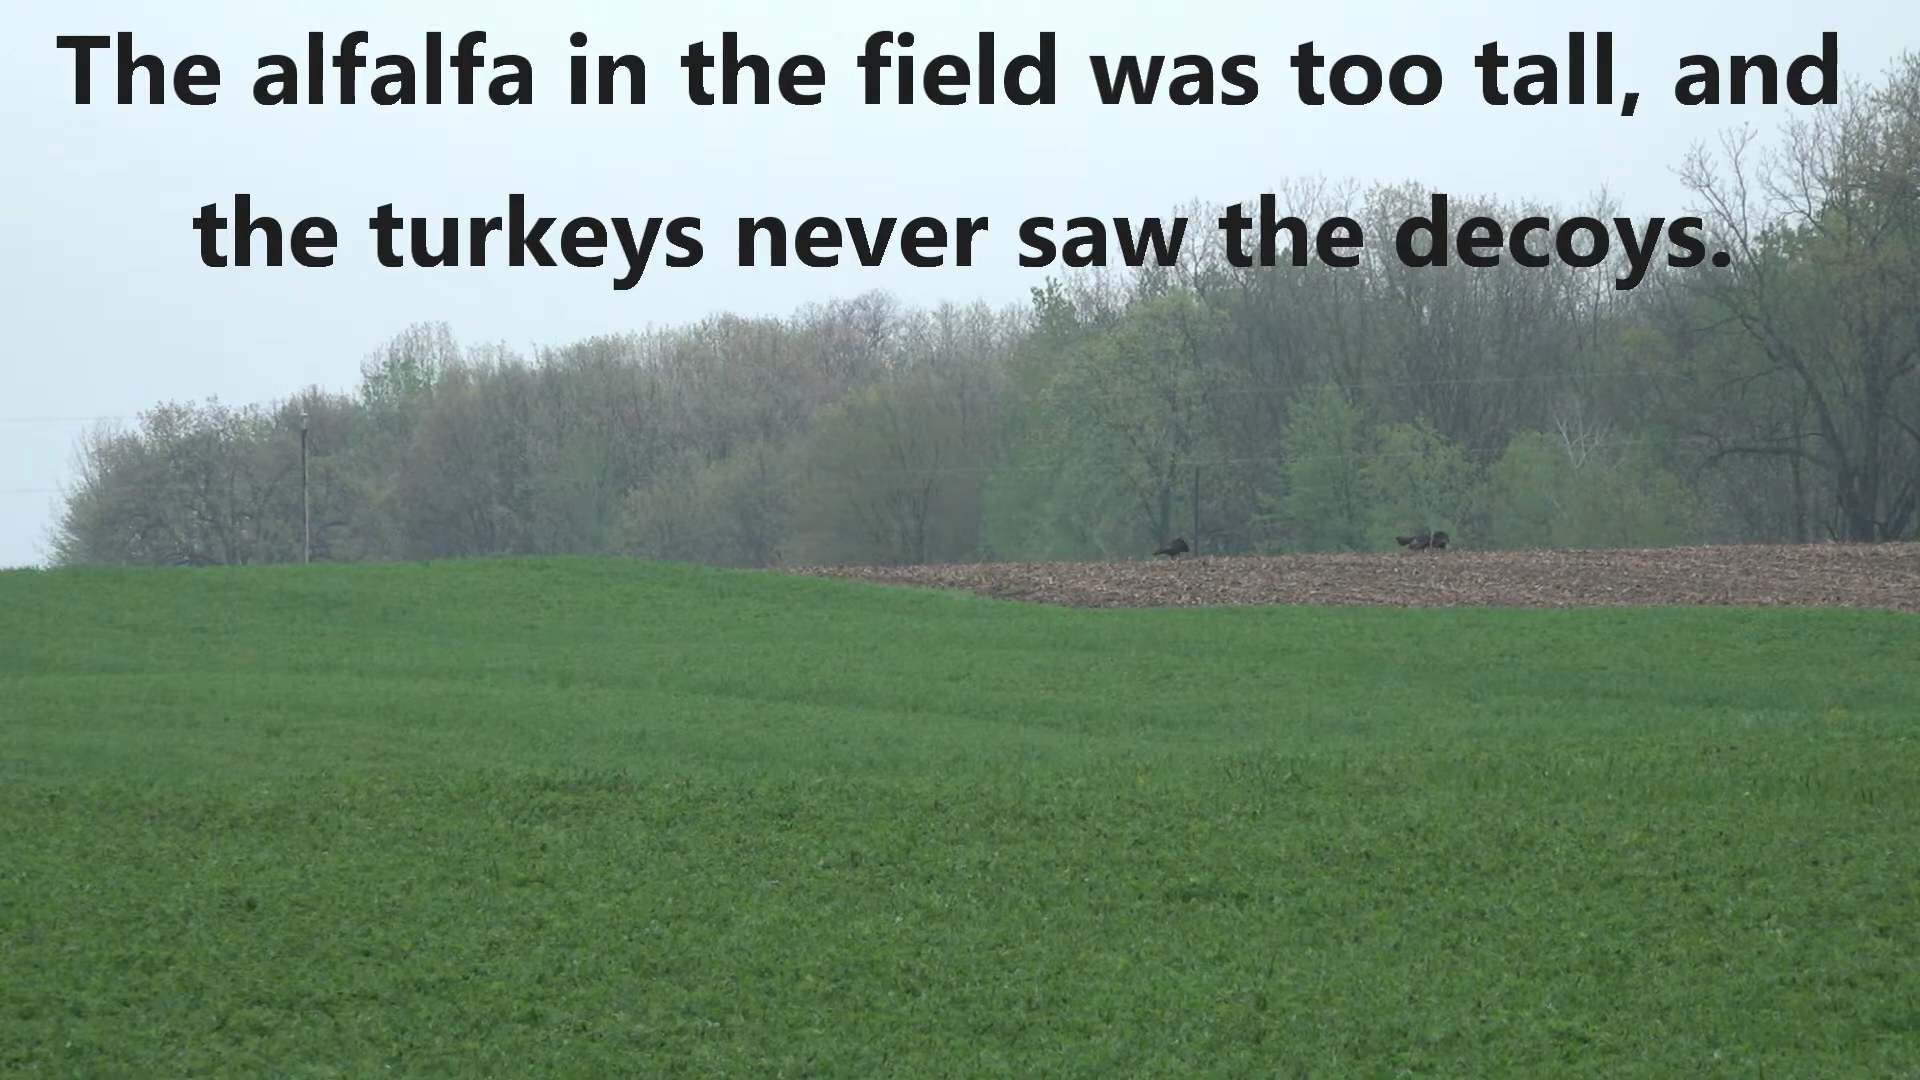 The alfalfa in the field was too tall, and
the turkeys never saw the decoys.